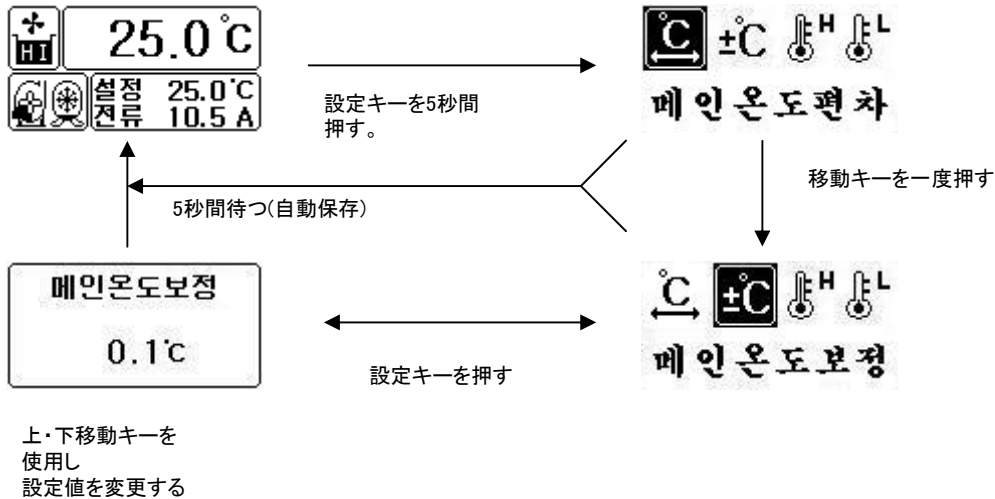 HI
25.0℃
설정 25.0℃
전류 10.5 A
設定キーを5秒間
押す。
℃ ±℃ H L
메인온도편차
移動キーを一度押す
5秒間待つ(自動保存)
메인온도보정
0.1℃
設定キーを押す
℃ ±℃ H L
메인온도보정
上・下移動キーを
使用し
設定値を変更する